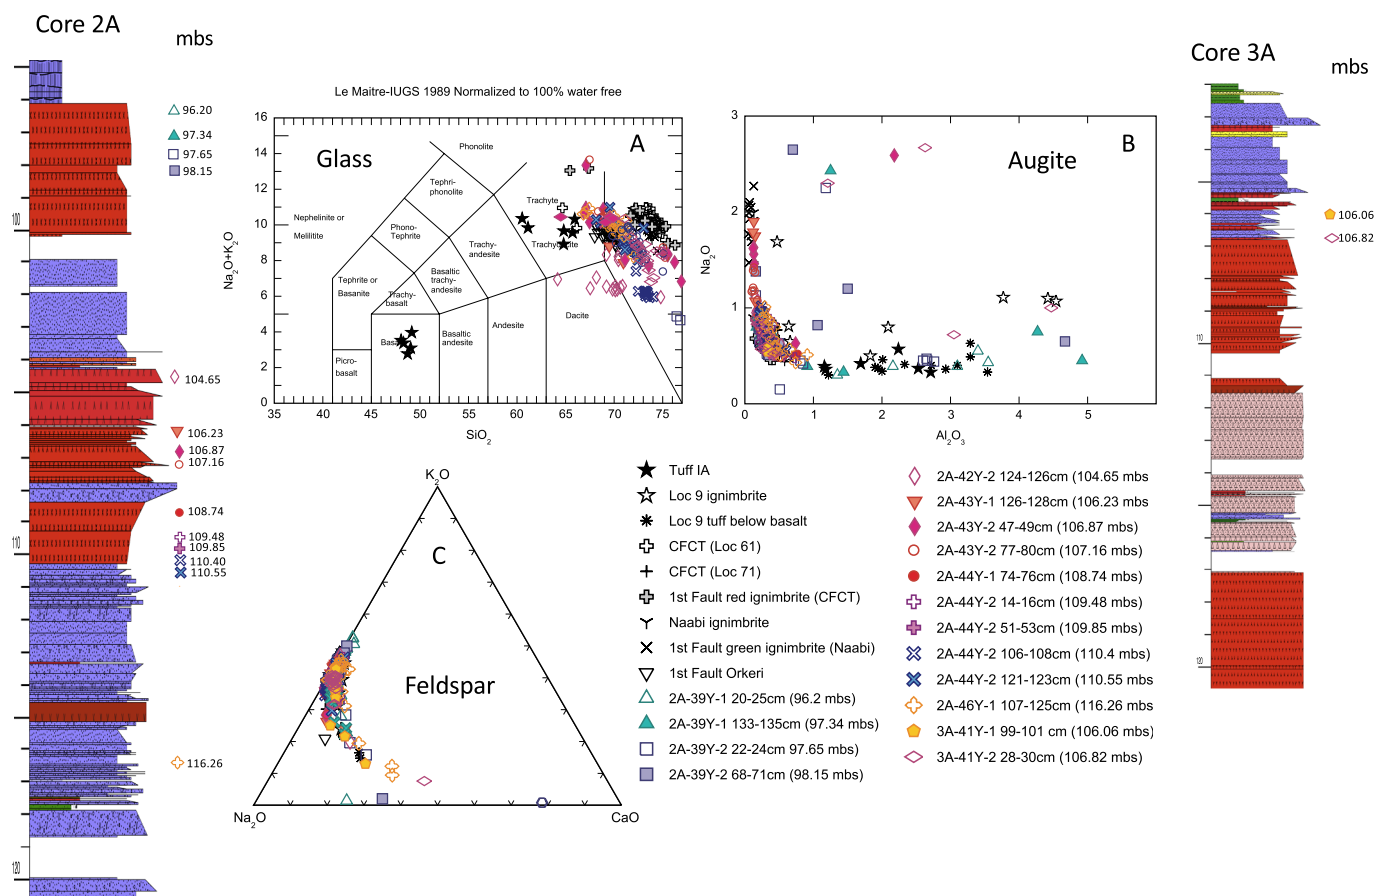 Core 2A
mbs
96.20
97.34
97.65
98.15
100
104.65
106.23
106.87
107.16
108.74
109.48
109.85
110.40
110.55
110
116.26
120
Le Maitre-IUGS 1989 Normalized to 100% water free
Glass
A
Phonolite
Tephri-
phonolite
Trachyte
Nephelinite or
Melilitite
Phono-
Tephrite
Trachy-
andesite
Tephrite or
Basanite
Basaltic
trachy-
andesite
Trachy-
basalt
Picro-
basalt
Basaltic
andesite
Andesite
Dacite
Na2O+K2O
16
14
12
10
8
6
4
2
0
35 40 45 50 55 60 65 70 75
SiO2
Augite
B
Na2O
3
2
1
0
0 1 2 3 4 5
Al2O3
K2O
C
Feldspar
Na2O
CaO
Tuff IA
Loc 9 ignimbrite
Loc 9 tuff below basalt
CFCT (Loc 61)
CFCT (Loc 71)
1st Fault red ignimbrite (CFCT)
Naabi ignimbrite
1st Fault green ignimbrite (Naabi)
1st Fault Orkeri
2A-39Y-1 20-25cm (96.2 mbs)
2A-39Y-1 133-135cm (97.34 mbs)
2A-39Y-2 22-24cm 97.65 mbs)
2A-39Y-2 68-71cm (98.15 mbs)
2A-42Y-2 124-126cm (104.65 mbs
2A-43Y-1 126-128cm (106.23 mbs
2A-43Y-2 47-49cm (106.87 mbs)
2A-43Y-2 77-80cm (107.16 mbs)
2A-44Y-1 74-76cm (108.74 mbs)
2A-44Y-2 14-16cm (109.48 mbs)
2A-44Y-2 51-53cm (109.85 mbs)
2A-44Y-2 106-108cm (110.4 mbs)
2A-44Y-2 121-123cm (110.55 mbs
2A-46Y-1 107-125cm (116.26 mbs
3A-41Y-1 99-101 cm (106.06 mbs)
3A-41Y-2 28-30cm (106.82 mbs)
Core 3A
mbs
106.06
106.82
110
120